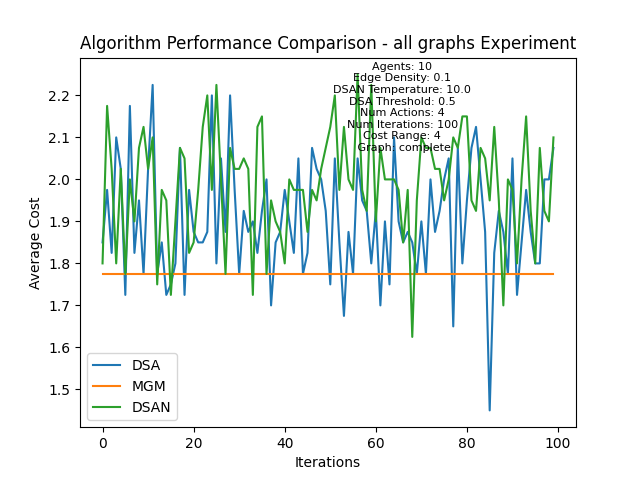 Algorithm Performance Comparison - all graphs Experiment
Agents: 10
Edge Density: 0.1
DSAN Temperature: 10.0
DSA Threshold: 0.5
Num Actions: 4
Num Iterations: 100
Cost Range: 4
Graph: compete
2.2
2.1
2.0
1.9
1.8
1.7
1.6
1.5
Average Cost
DSA
MGM
DSAN
0 20 40 60 80 100
Iterations